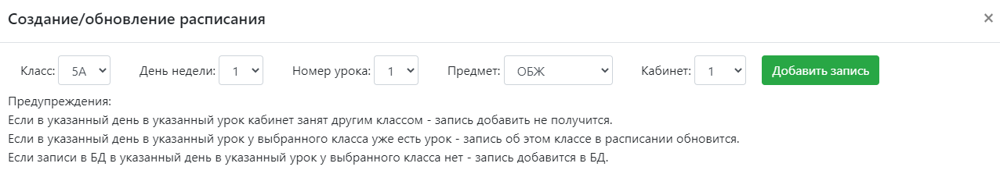 Создание/обновление расписания ×
Класс: 5А День недели: 1 Номер урока: 1 Предмет: ОБЖ Кабинет: 1 Добавить запись
Предупреждения:
Если в указанный день в указанный урок кабинет занят другим классом - запись добавить не получится.
Если в указанный день в указанный урок у выбранного класса уже есть урок - запись об этом классе в расписании обновится.
Если записи в БД в указанный день в указанный урок у выбранного класса нет - запись добавится в БД.